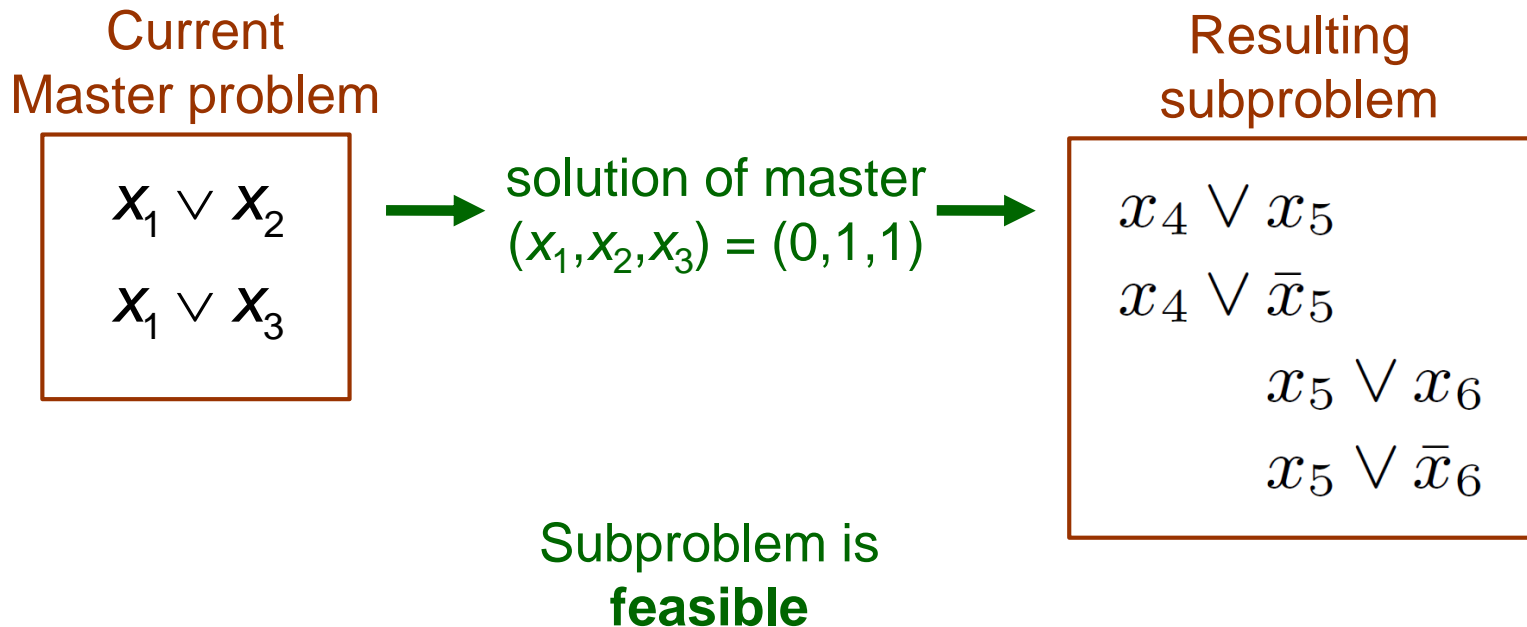 Current
Master problem
x₁ ∨ x₂
x₁ ∨ x₃
solution of master
(x₁,x₂,x₃) = (0,1,1)
Resulting
subproblem
x₄ ∨ x₅
x₄ ∨ x̄₅
x₅ ∨ x₆
x₅ ∨ x̄₆
Subproblem is
feasible